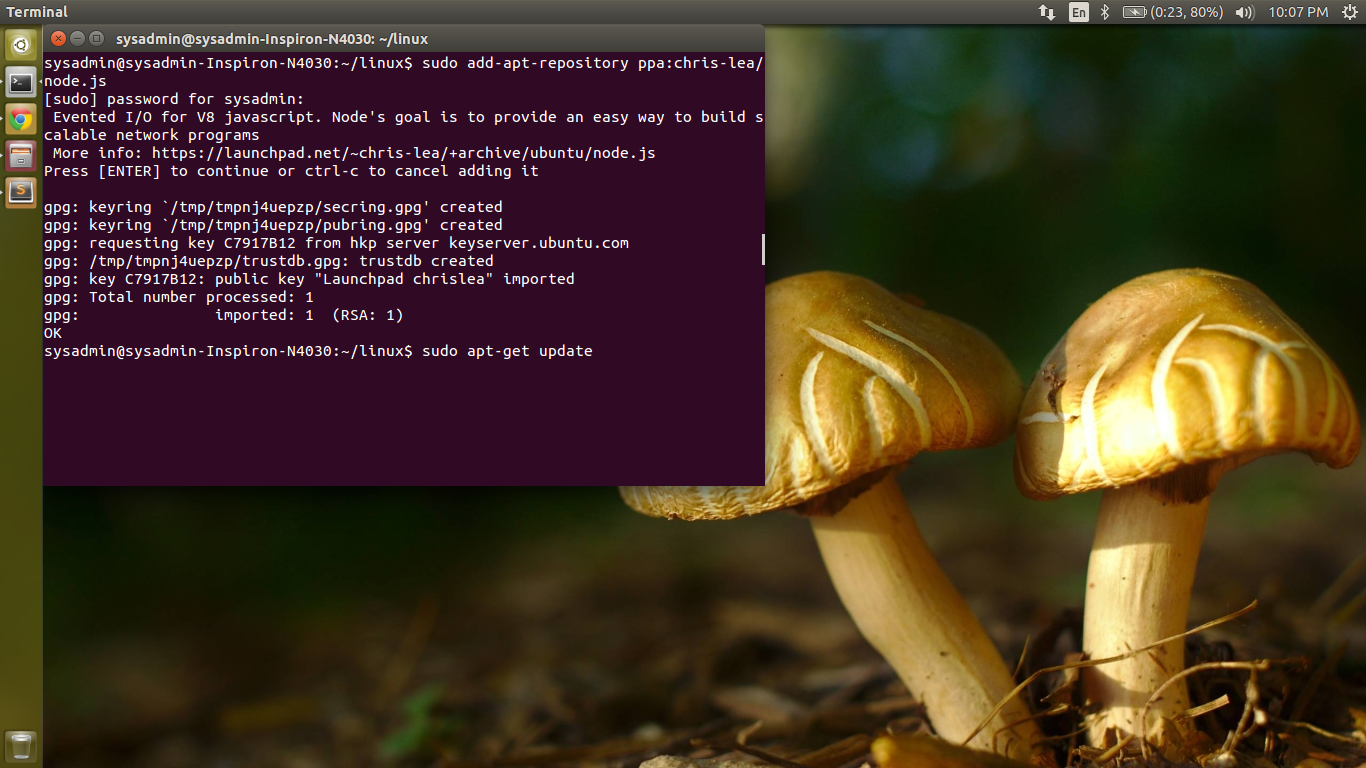 Terminal
En
(0:23, 80%)
10:07 PM
sysadmin@sysadmin-Inspiron-N4030: ~/linux
sysadmin@sysadmin-Inspiron-N4030:~/linux$ sudo add-apt-repository ppa:chris-lea/
node.js
[sudo] password for sysadmin:
 Evented I/O for V8 javascript. Node's goal is to provide an easy way to build s
calable network programs
 More info: https://launchpad.net/~chris-lea/+archive/ubuntu/node.js
Press [ENTER] to continue or ctrl-c to cancel adding it
gpg: keyring `/tmp/tmpnj4uepzp/secring.gpg' created
gpg: keyring `/tmp/tmpnj4uepzp/pubring.gpg' created
gpg: requesting key C7917B12 from hkp server keyserver.ubuntu.com
gpg: /tmp/tmpnj4uepzp/trustdb.gpg: trustdb created
gpg: key C7917B12: public key "Launchpad chrislea" imported
gpg: Total number processed: 1
gpg:               imported: 1  (RSA: 1)
OK
sysadmin@sysadmin-Inspiron-N4030:~/linux$ sudo apt-get update